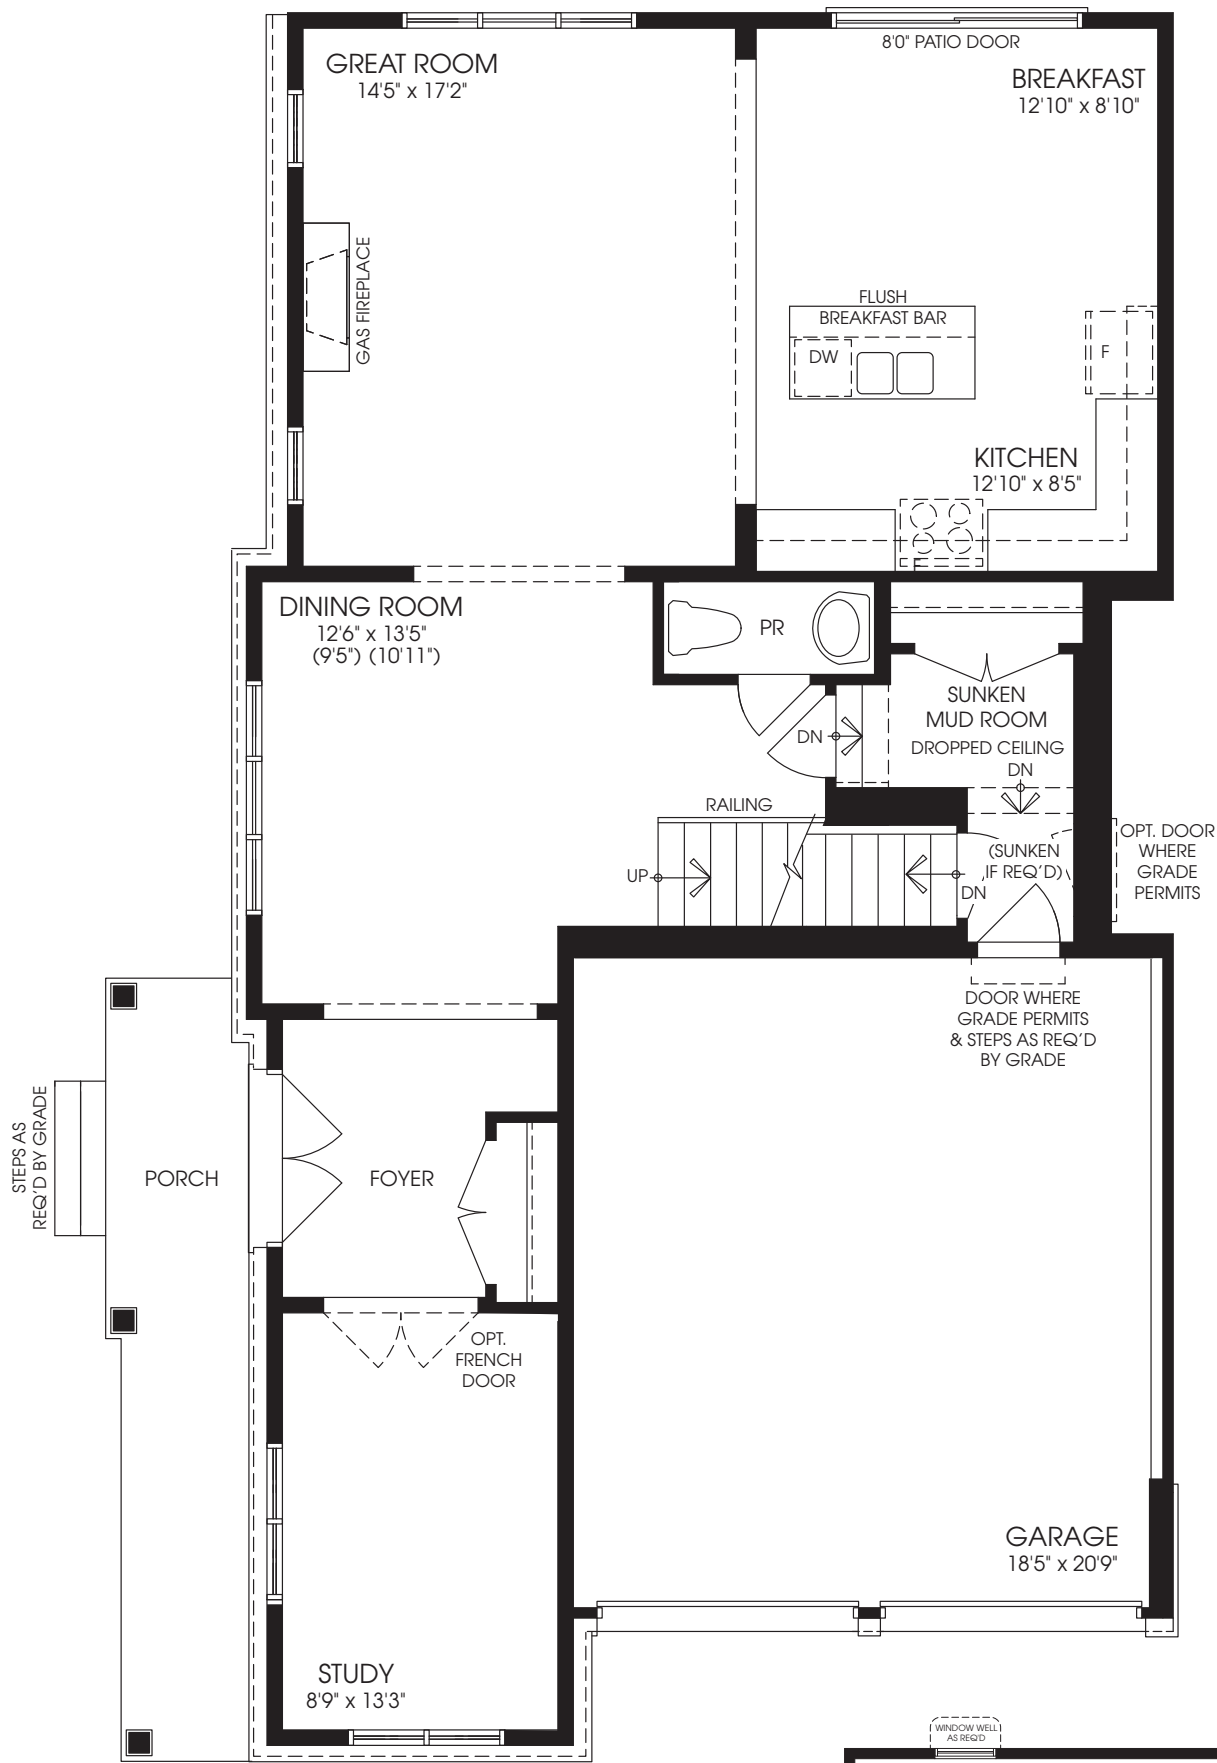 8'0" PATIO DOOR
GREAT ROOM
14'5" x 17'2"
BREAKFAST
12'10" x 8'10"
GAS FIREPLACE
FLUSH
BREAKFAST BAR
DW
F
KITCHEN
12'10" x 8'5"
DINING ROOM
12'6" x 13'5"
(9'5") (10'11")
PR
SUNKEN
MUD ROOM
DROPPED CEILING
DN
DN
RAILING
UP
DN
(SUNKEN
IF REQ'D)
OPT. DOOR
WHERE
GRADE
PERMITS
DOOR WHERE
GRADE PERMITS
& STEPS AS REQ'D
BY GRADE
STEPS AS
REQ'D BY GRADE
PORCH
FOYER
OPT.
FRENCH
DOOR
GARAGE
18'5" x 20'9"
STUDY
8'9" x 13'3"
WINDOW WELL
AS REQ'D